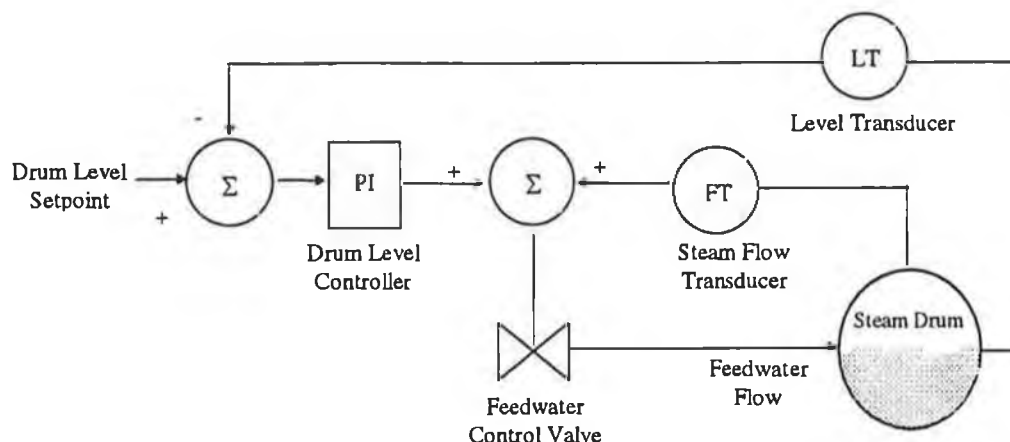 LT
Level Transducer
-
Drum Level
Setpoint
+
Σ
PI
+
Σ
+
FT
Drum Level
Controller
Steam Flow
Transducer
Steam Drum
Feedwater
Flow
Feedwater
Control Valve